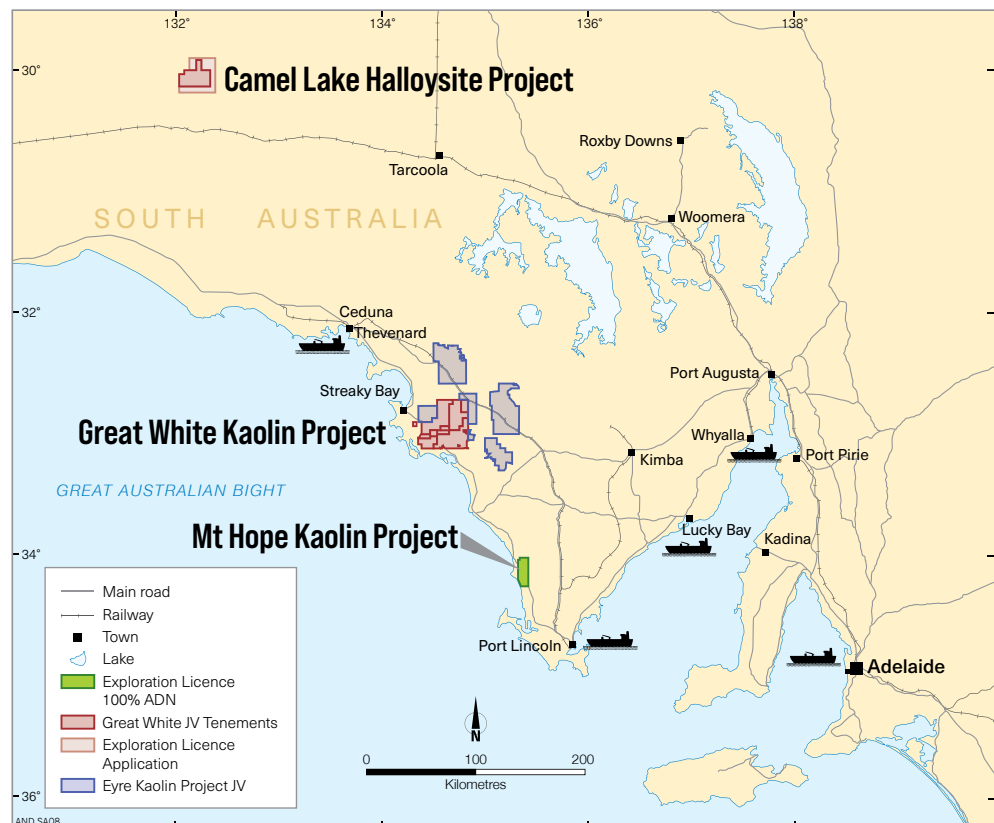 132°
134°
136°
138°
30°
Camel Lake Halloysite Project
Roxby Downs
Tarcoola
SOUTH AUSTRALIA
Woomera
32°
Ceduna
Thevenard
Port Augusta
Streaky Bay
Great White Kaolin Project
Whyalla
Port Pirie
Kimba
GREAT AUSTRALIAN BIGHT
Lucky Bay
Mt Hope Kaolin Project
Kadina
34°
Main road
Railway
Town
Lake
Exploration Licence
100% ADN
Great White JV Tenements
Exploration Licence
Application
Eyre Kaolin Project JV
Port Lincoln
Adelaide
N
0 100 200
Kilometres
36°
AND SA08